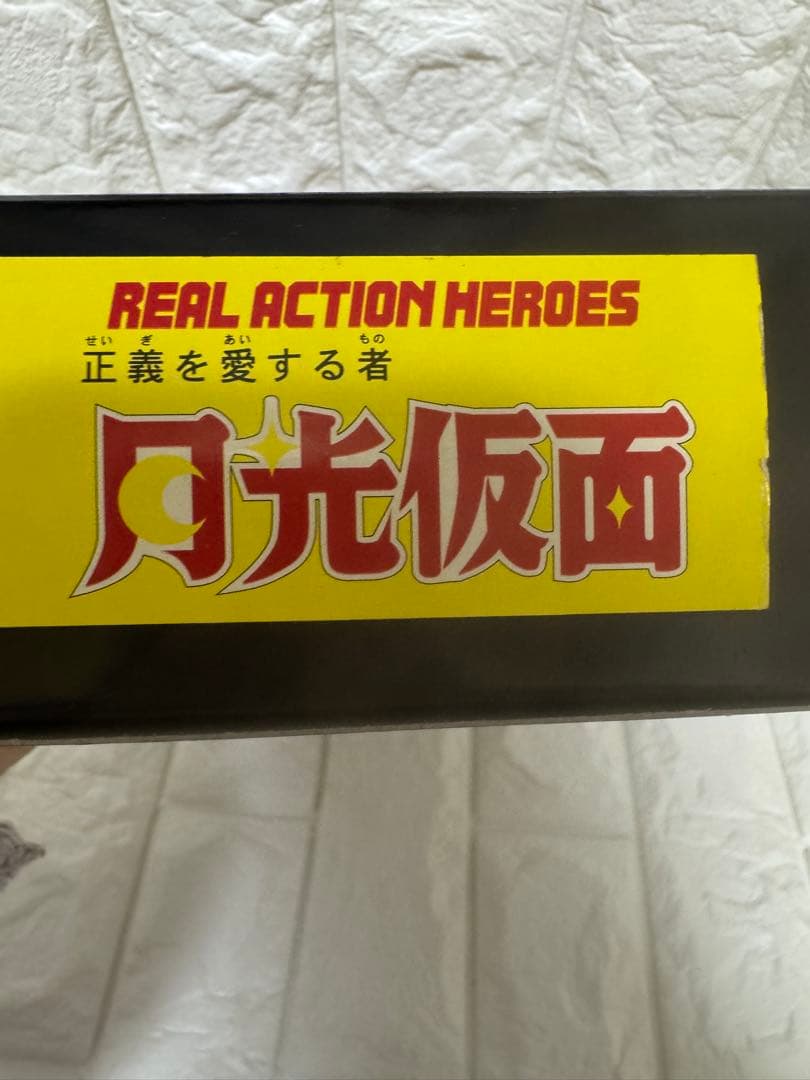 REAL ACTION HEROES
せい ぎ あい もの
正義を愛する者
月光仮面